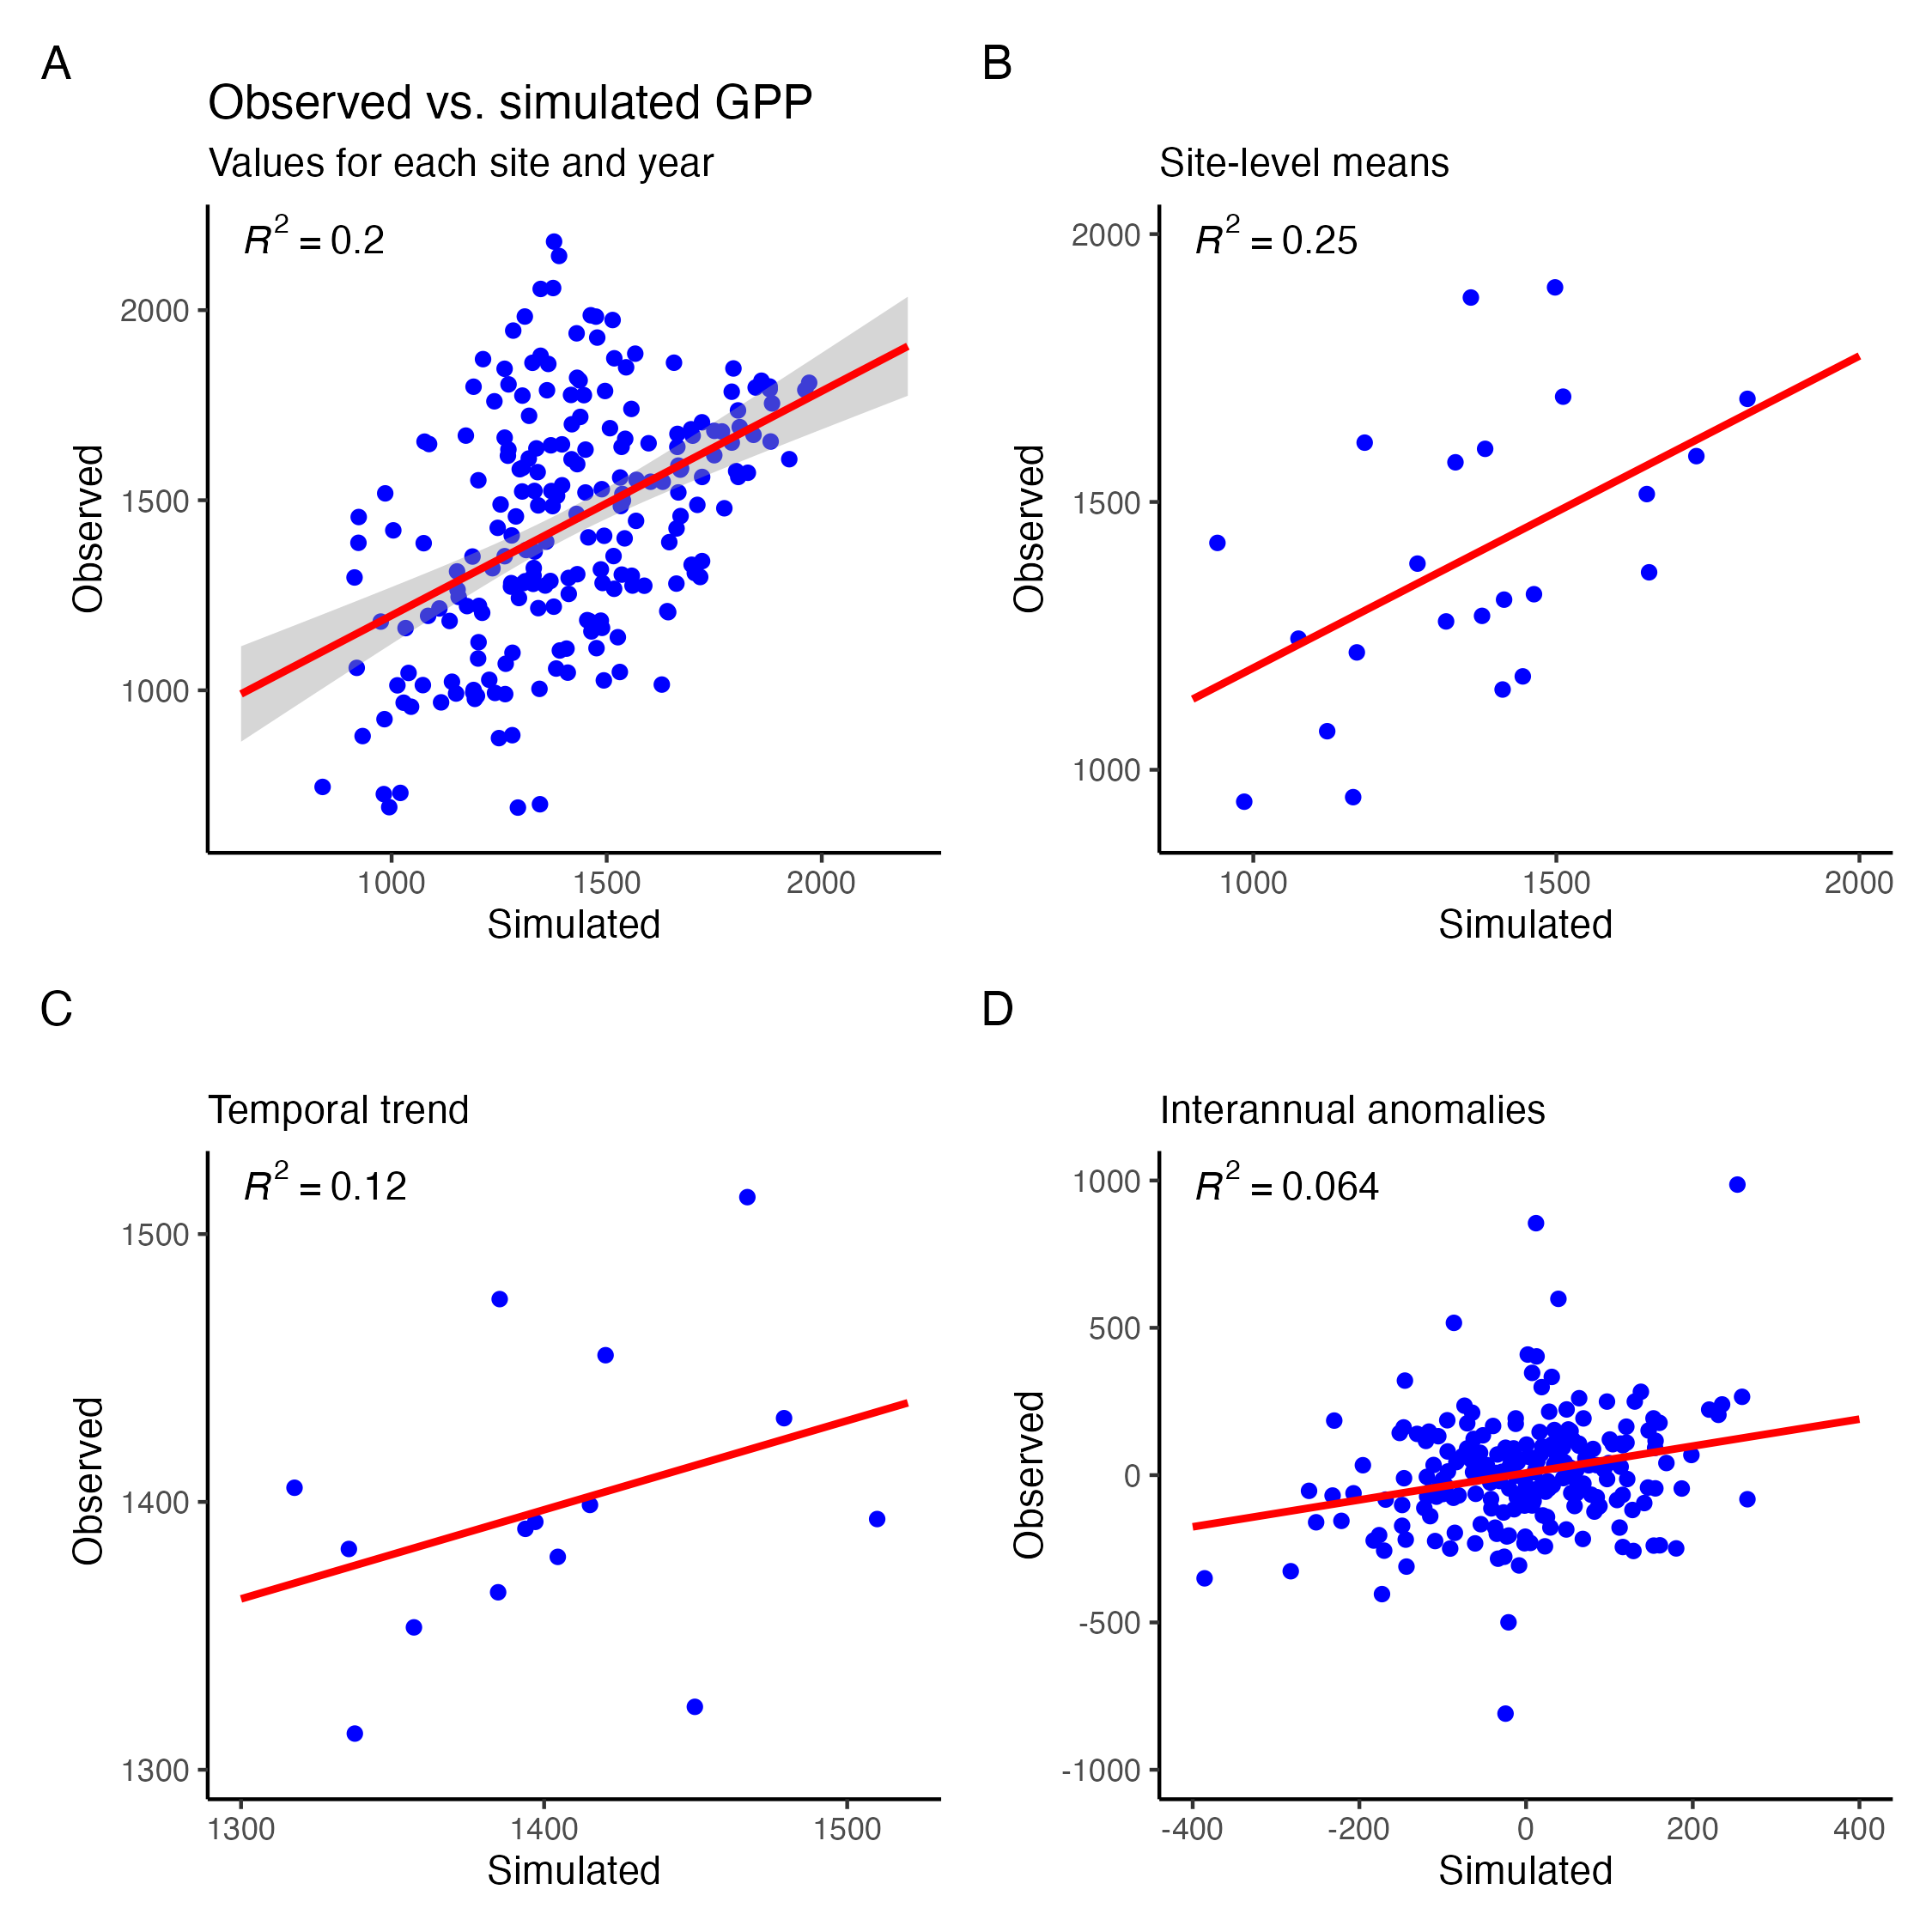 A
Observed vs. simulated GPP
Values for each site and year
R² = 0.2
2000
1500
1000
Observed
1000 1500 2000
Simulated
B
Site-level means
R² = 0.25
2000
1500
1000
Observed
1000 1500 2000
Simulated
C
Temporal trend
R² = 0.12
1500
1400
1300
Observed
1300 1400 1500
Simulated
D
Interannual anomalies
R² = 0.064
1000
500
0
-500
-1000
Observed
-400 -200 0 200 400
Simulated